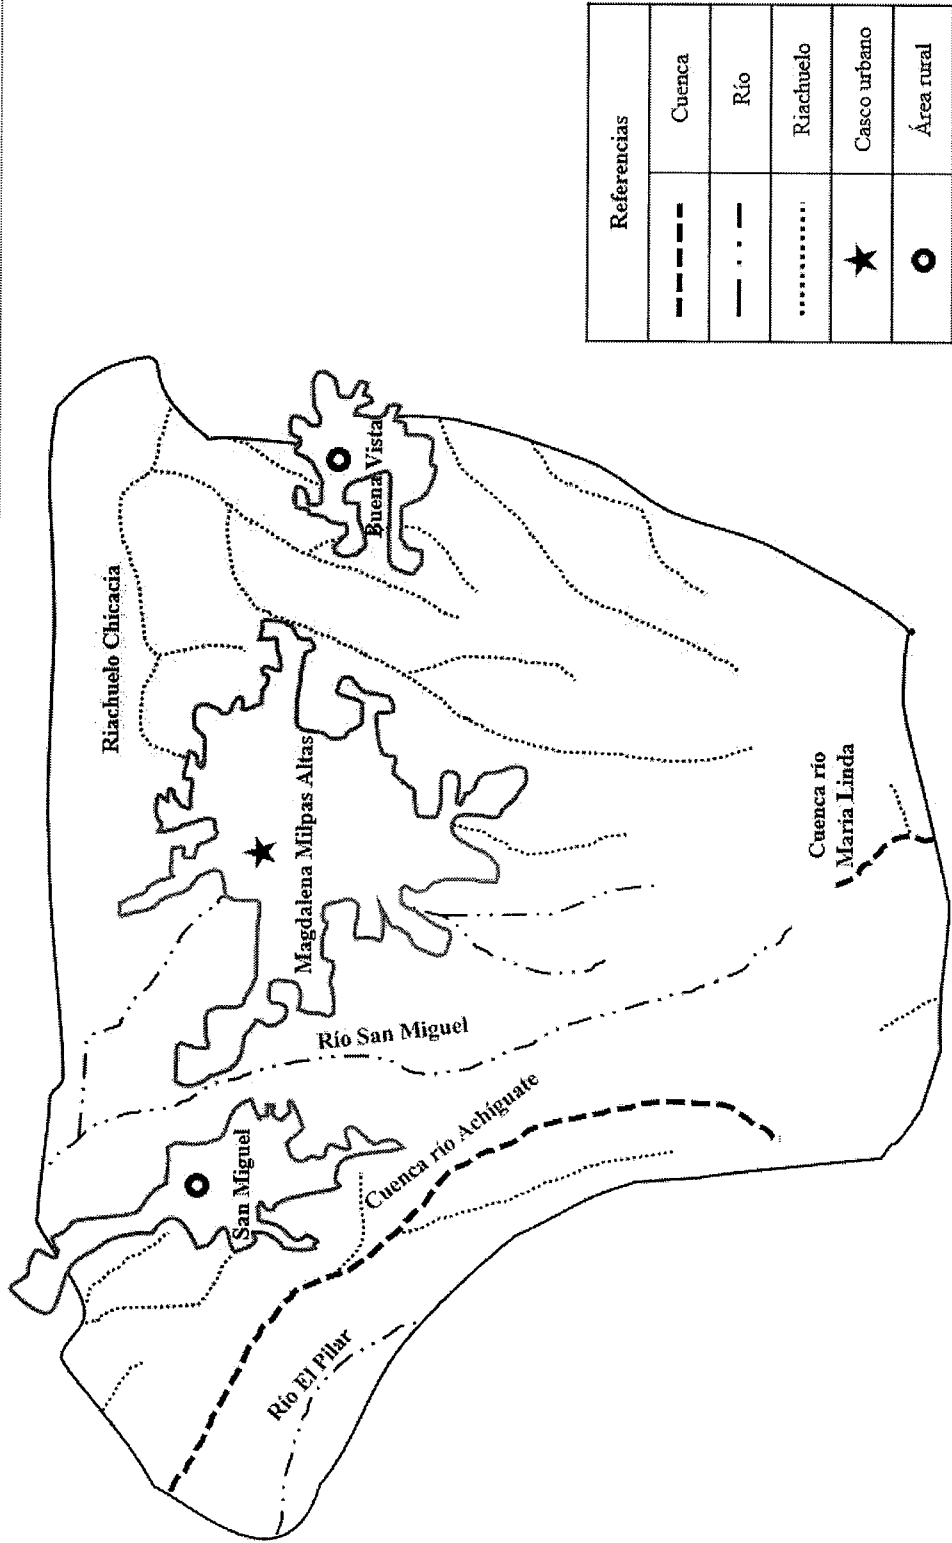 Riachuelo Chicacia
Buena Vista
Magdalena Milpas Altas
Río San Miguel
San Miguel
Cuenca río Achíguate
Río El Pilar
Cuenca río
María Linda
Referencias
Cuenca
Río
Riachuelo
Casco urbano
Área rural